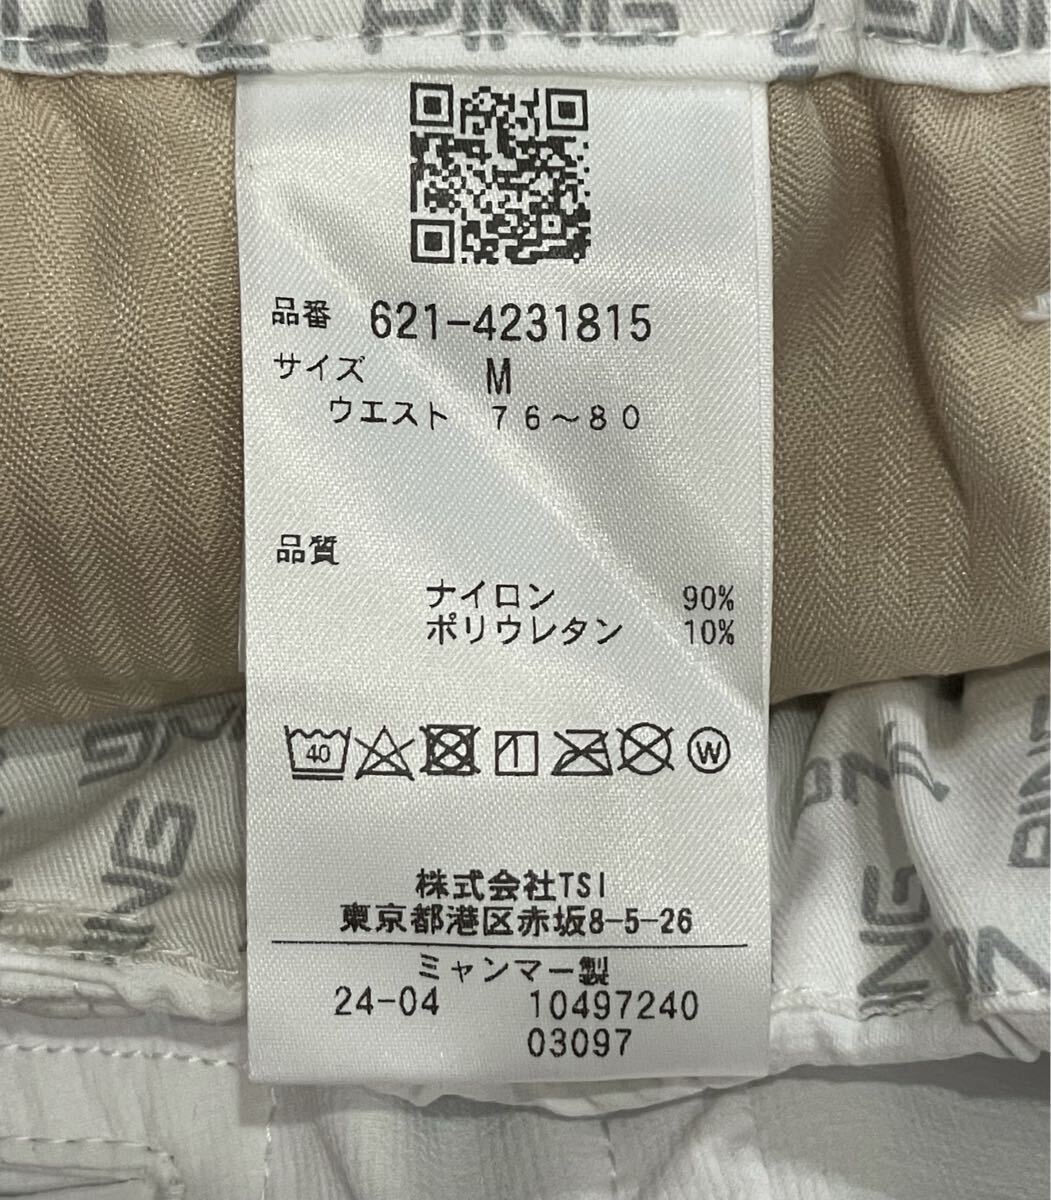 PING
品番 621-4231815
サイズ M
ウエスト 76～80
品質
ナイロン 90%
ポリウレタン 10%
40
W
株式会社TSI
東京都港区赤坂8-5-26
ミャンマー製
24-04 10497240
03097